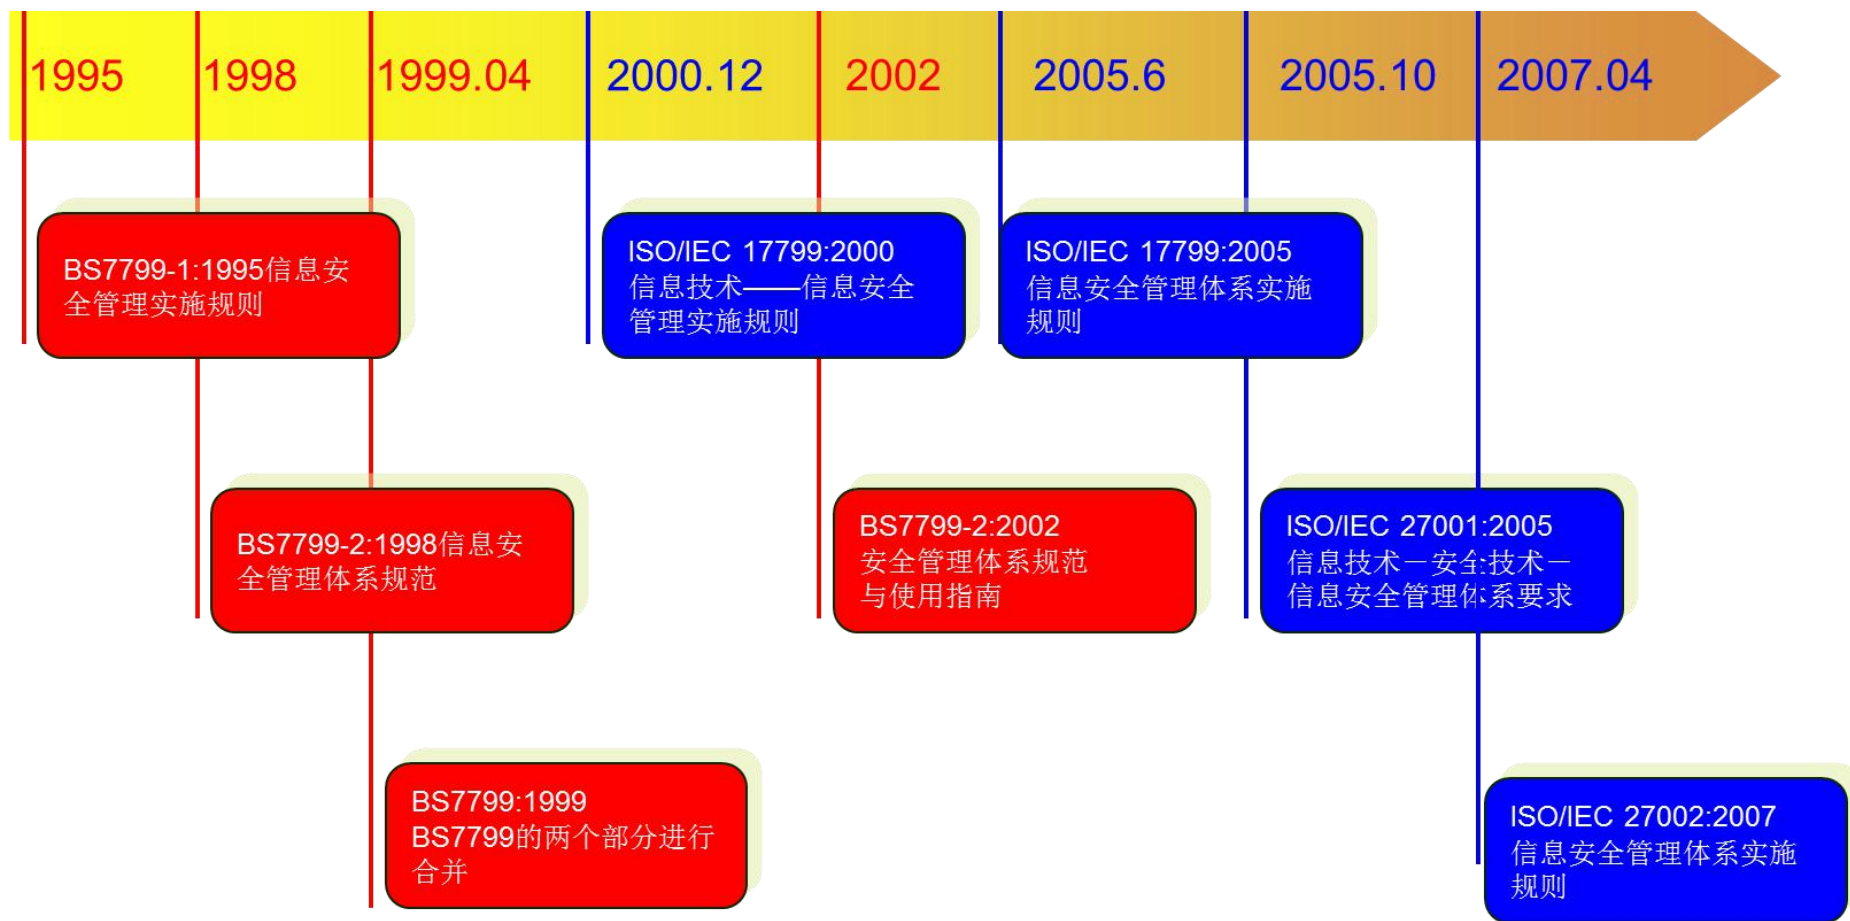 1995
1998
1999.04
2000.12
2002
2005.6
2005.10
2007.04
BS7799-1:1995信息安
全管理实施规则
ISO/IEC 17799:2000
信息技术——信息安全
管理实施规则
ISO/IEC 17799:2005
信息安全管理体系实施
规则
BS7799-2:1998信息安
全管理体系规范
BS7799-2:2002
安全管理体系规范
与使用指南
ISO/IEC 27001:2005
信息技术－安全技术－
信息安全管理体系要求
BS7799:1999
BS7799的两个部分进行
合并
ISO/IEC 27002:2007
信息安全管理体系实施
规则